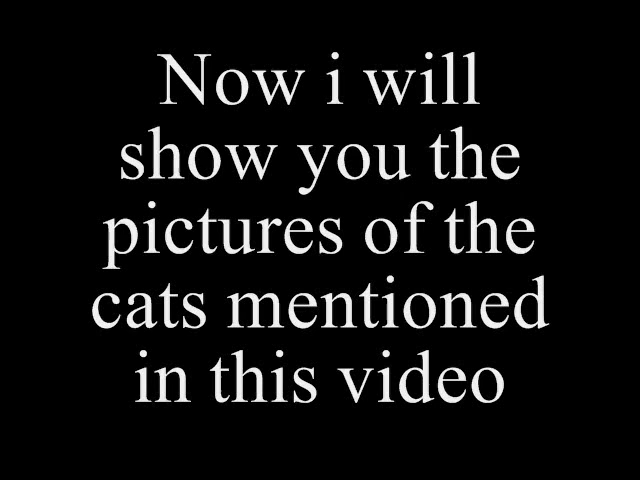 Now i will
show you the
pictures of the
cats mentioned
in this video